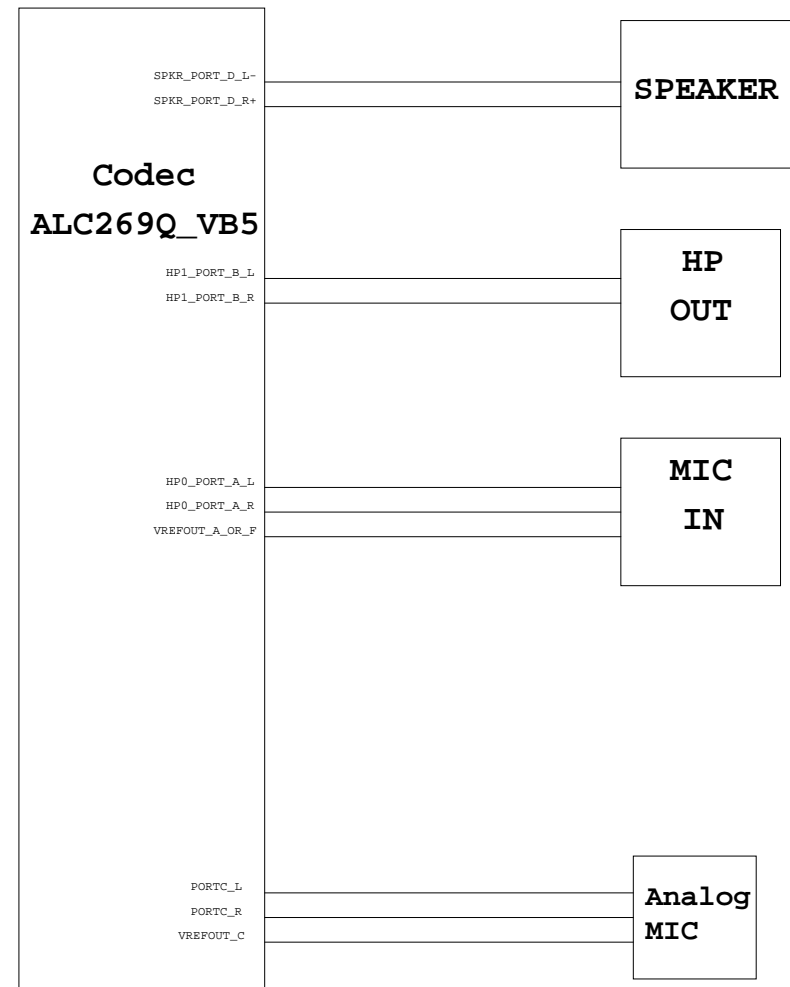 SPKR_PORT_D_L-
SPKR_PORT_D_R+
SPEAKER
Codec
ALC269Q_VB5
HP1_PORT_B_L
HP1_PORT_B_R
HP
OUT
HP0_PORT_A_L
HP0_PORT_A_R
VREFOUT_A_OR_F
MIC
IN
PORTC_L
PORTC_R
VREFOUT_C
Analog
MIC